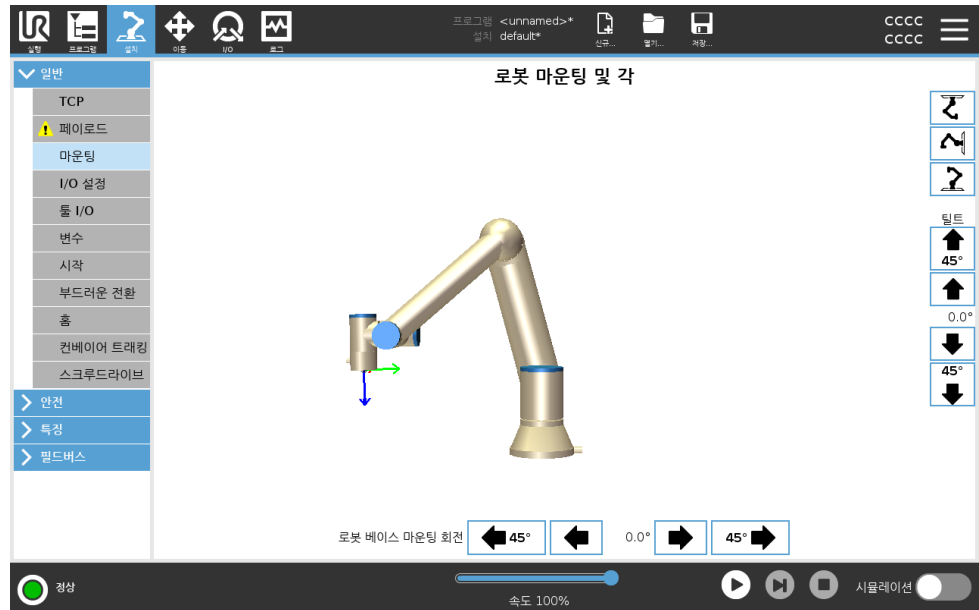 실행
프로그램
설치
이동
I/O
로그
프로그램 <unnamed>*
설치 default*
신규...
열기...
저장...
CCCC
CCCC
일반
로봇 마운팅 및 각
TCP
페이로드
마운팅
I/O 설정
툴 I/O
변수
시작
부드러운 전환
홈
컨베이어 트래킹
스크루드라이브
안전
특징
필드버스
틸트
45°
0.0°
45°
로봇 베이스 마운팅 회전 45° 0.0° 45°
정상
속도 100%
시뮬레이션